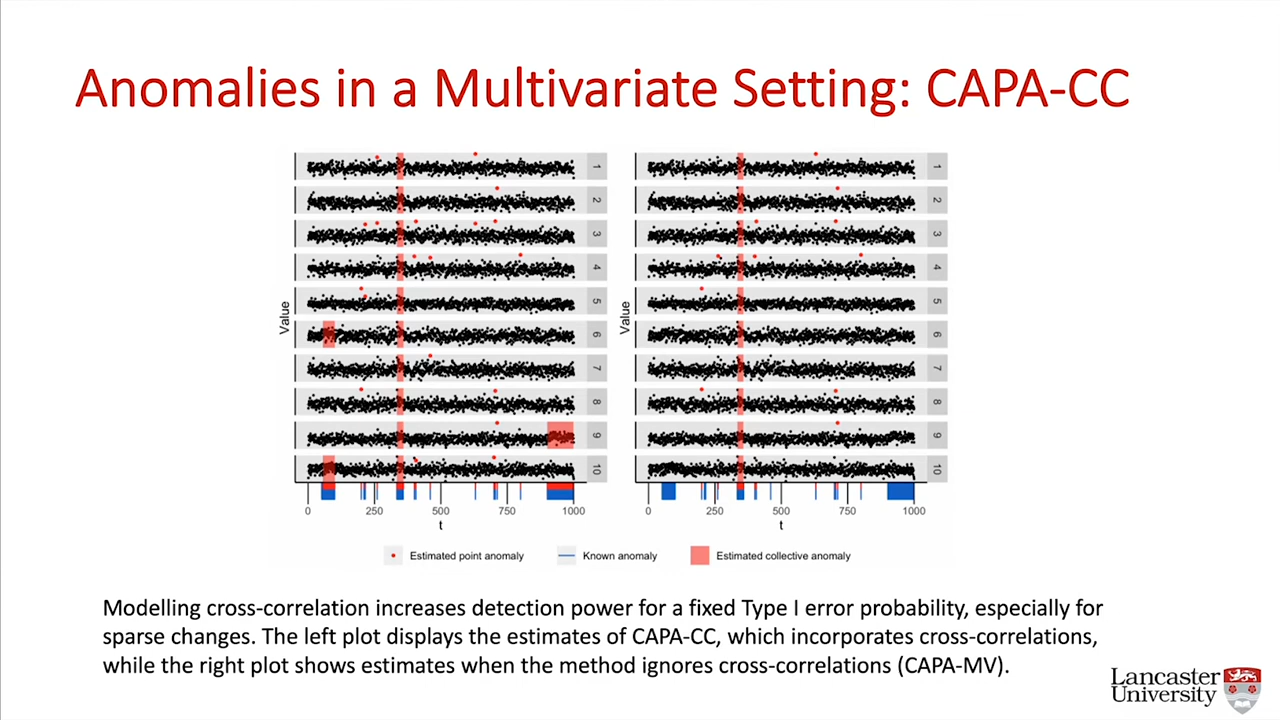 Anomalies in a Multivariate Setting: CAPA-CC
Value
1
2
3
4
5
6
7
8
9
10
0 250 500 750 1000
t
Value
1
2
3
4
5
6
7
8
9
10
0 250 500 750 1000
t
Estimated point anomaly Known anomaly Estimated collective anomaly
Modelling cross-correlation increases detection power for a fixed Type I error probability, especially for
sparse changes. The left plot displays the estimates of CAPA-CC, which incorporates cross-correlations,
while the right plot shows estimates when the method ignores cross-correlations (CAPA-MV).
Lancaster
University